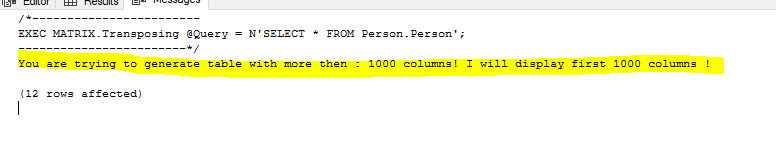 Editor Results Messages
/*------------------------
EXEC MATRIX.Transposing @Query = N'SELECT * FROM Person.Person';
------------------------*/
You are trying to generate table with more then : 1000 columns! I will display first 1000 columns !
(12 rows affected)